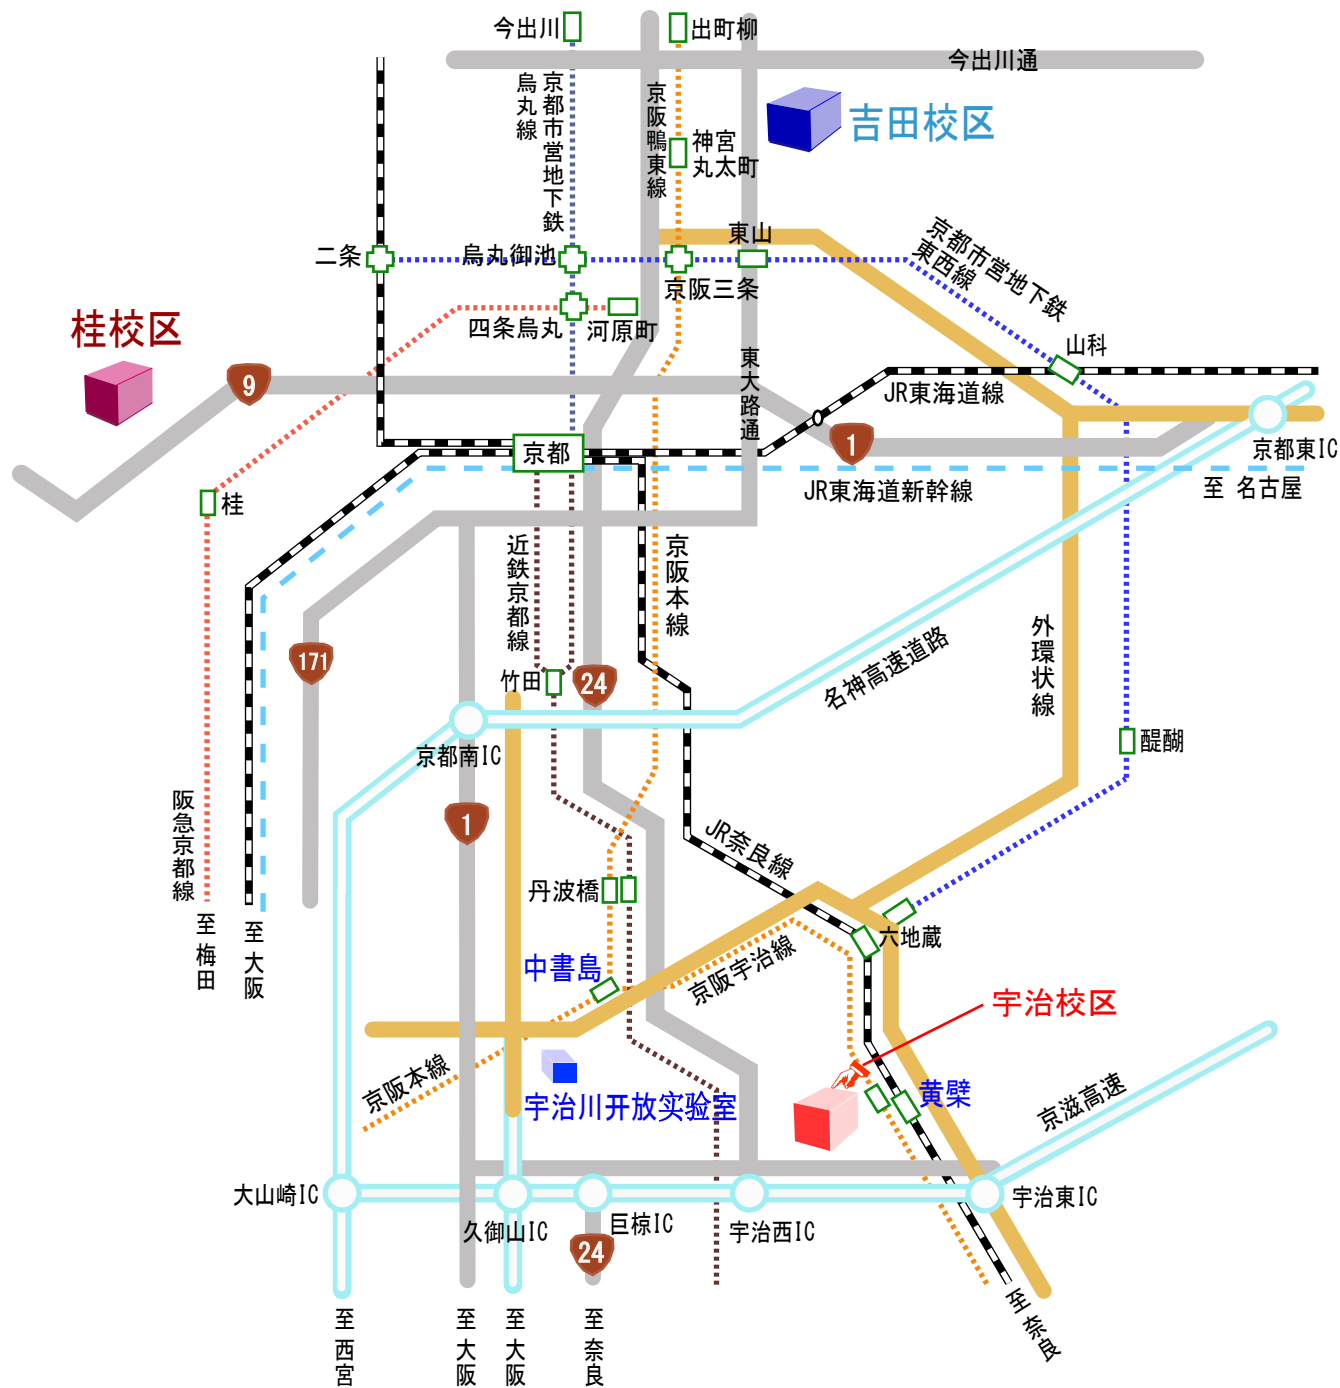 今出川
出町柳
今出川通
京都市営地下鉄
烏丸線
京阪鴨東線
吉田校区
神宮
丸太町
東山
二条
烏丸御池
京阪三条
京都市営地下鉄
東西線
四条烏丸
河原町
桂校区
山科
9
東大路通
JR東海道線
1
京都
京都東IC
JR東海道新幹線
至 名古屋
桂
近鉄京都線
京阪本線
外環状線
名神高速道路
171
竹田
24
京都南IC
醍醐
阪急京都線
1
JR奈良線
丹波橋
至 梅田
至 大阪
六地蔵
中書島
京阪宇治線
宇治校区
京阪本線
宇治川开放实验室
黄檗
京滋高速
大山崎IC
久御山IC
巨椋IC
宇治西IC
宇治東IC
24
至 西宮
至 大阪
至 大阪
至 奈良
至 奈良